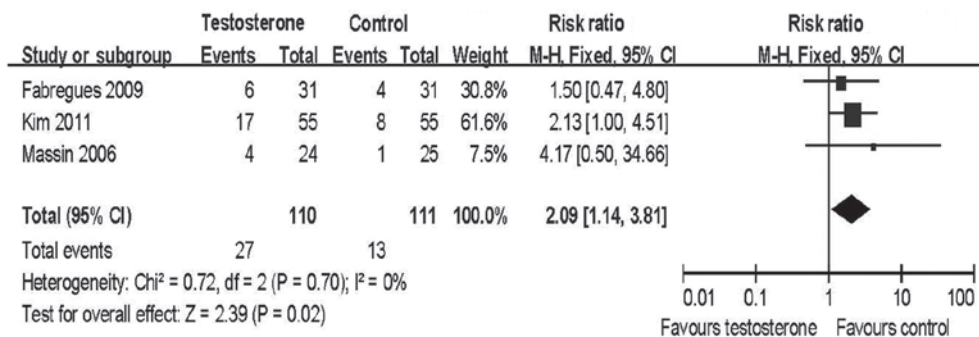 Testosterone Control Risk ratio Risk ratio
Study or subgroup Events Total Events Total Weight M-H, Fixed, 95% CI M-H, Fixed, 95% CI
Fabregues 2009 6 31 4 31 30.8% 1.50 [0.47, 4.80]
Kim 2011 17 55 8 55 61.6% 2.13 [1.00, 4.51]
Massin 2006 4 24 1 25 7.5% 4.17 [0.50, 34.66]
Total (95% CI) 110 111 100.0% 2.09 [1.14, 3.81]
Total events 27 13
Heterogeneity: Chi² = 0.72, df = 2 (P = 0.70); I² = 0%
Test for overall effect: Z = 2.39 (P = 0.02)
0.01 0.1 1 10 100
Favours testosterone Favours control